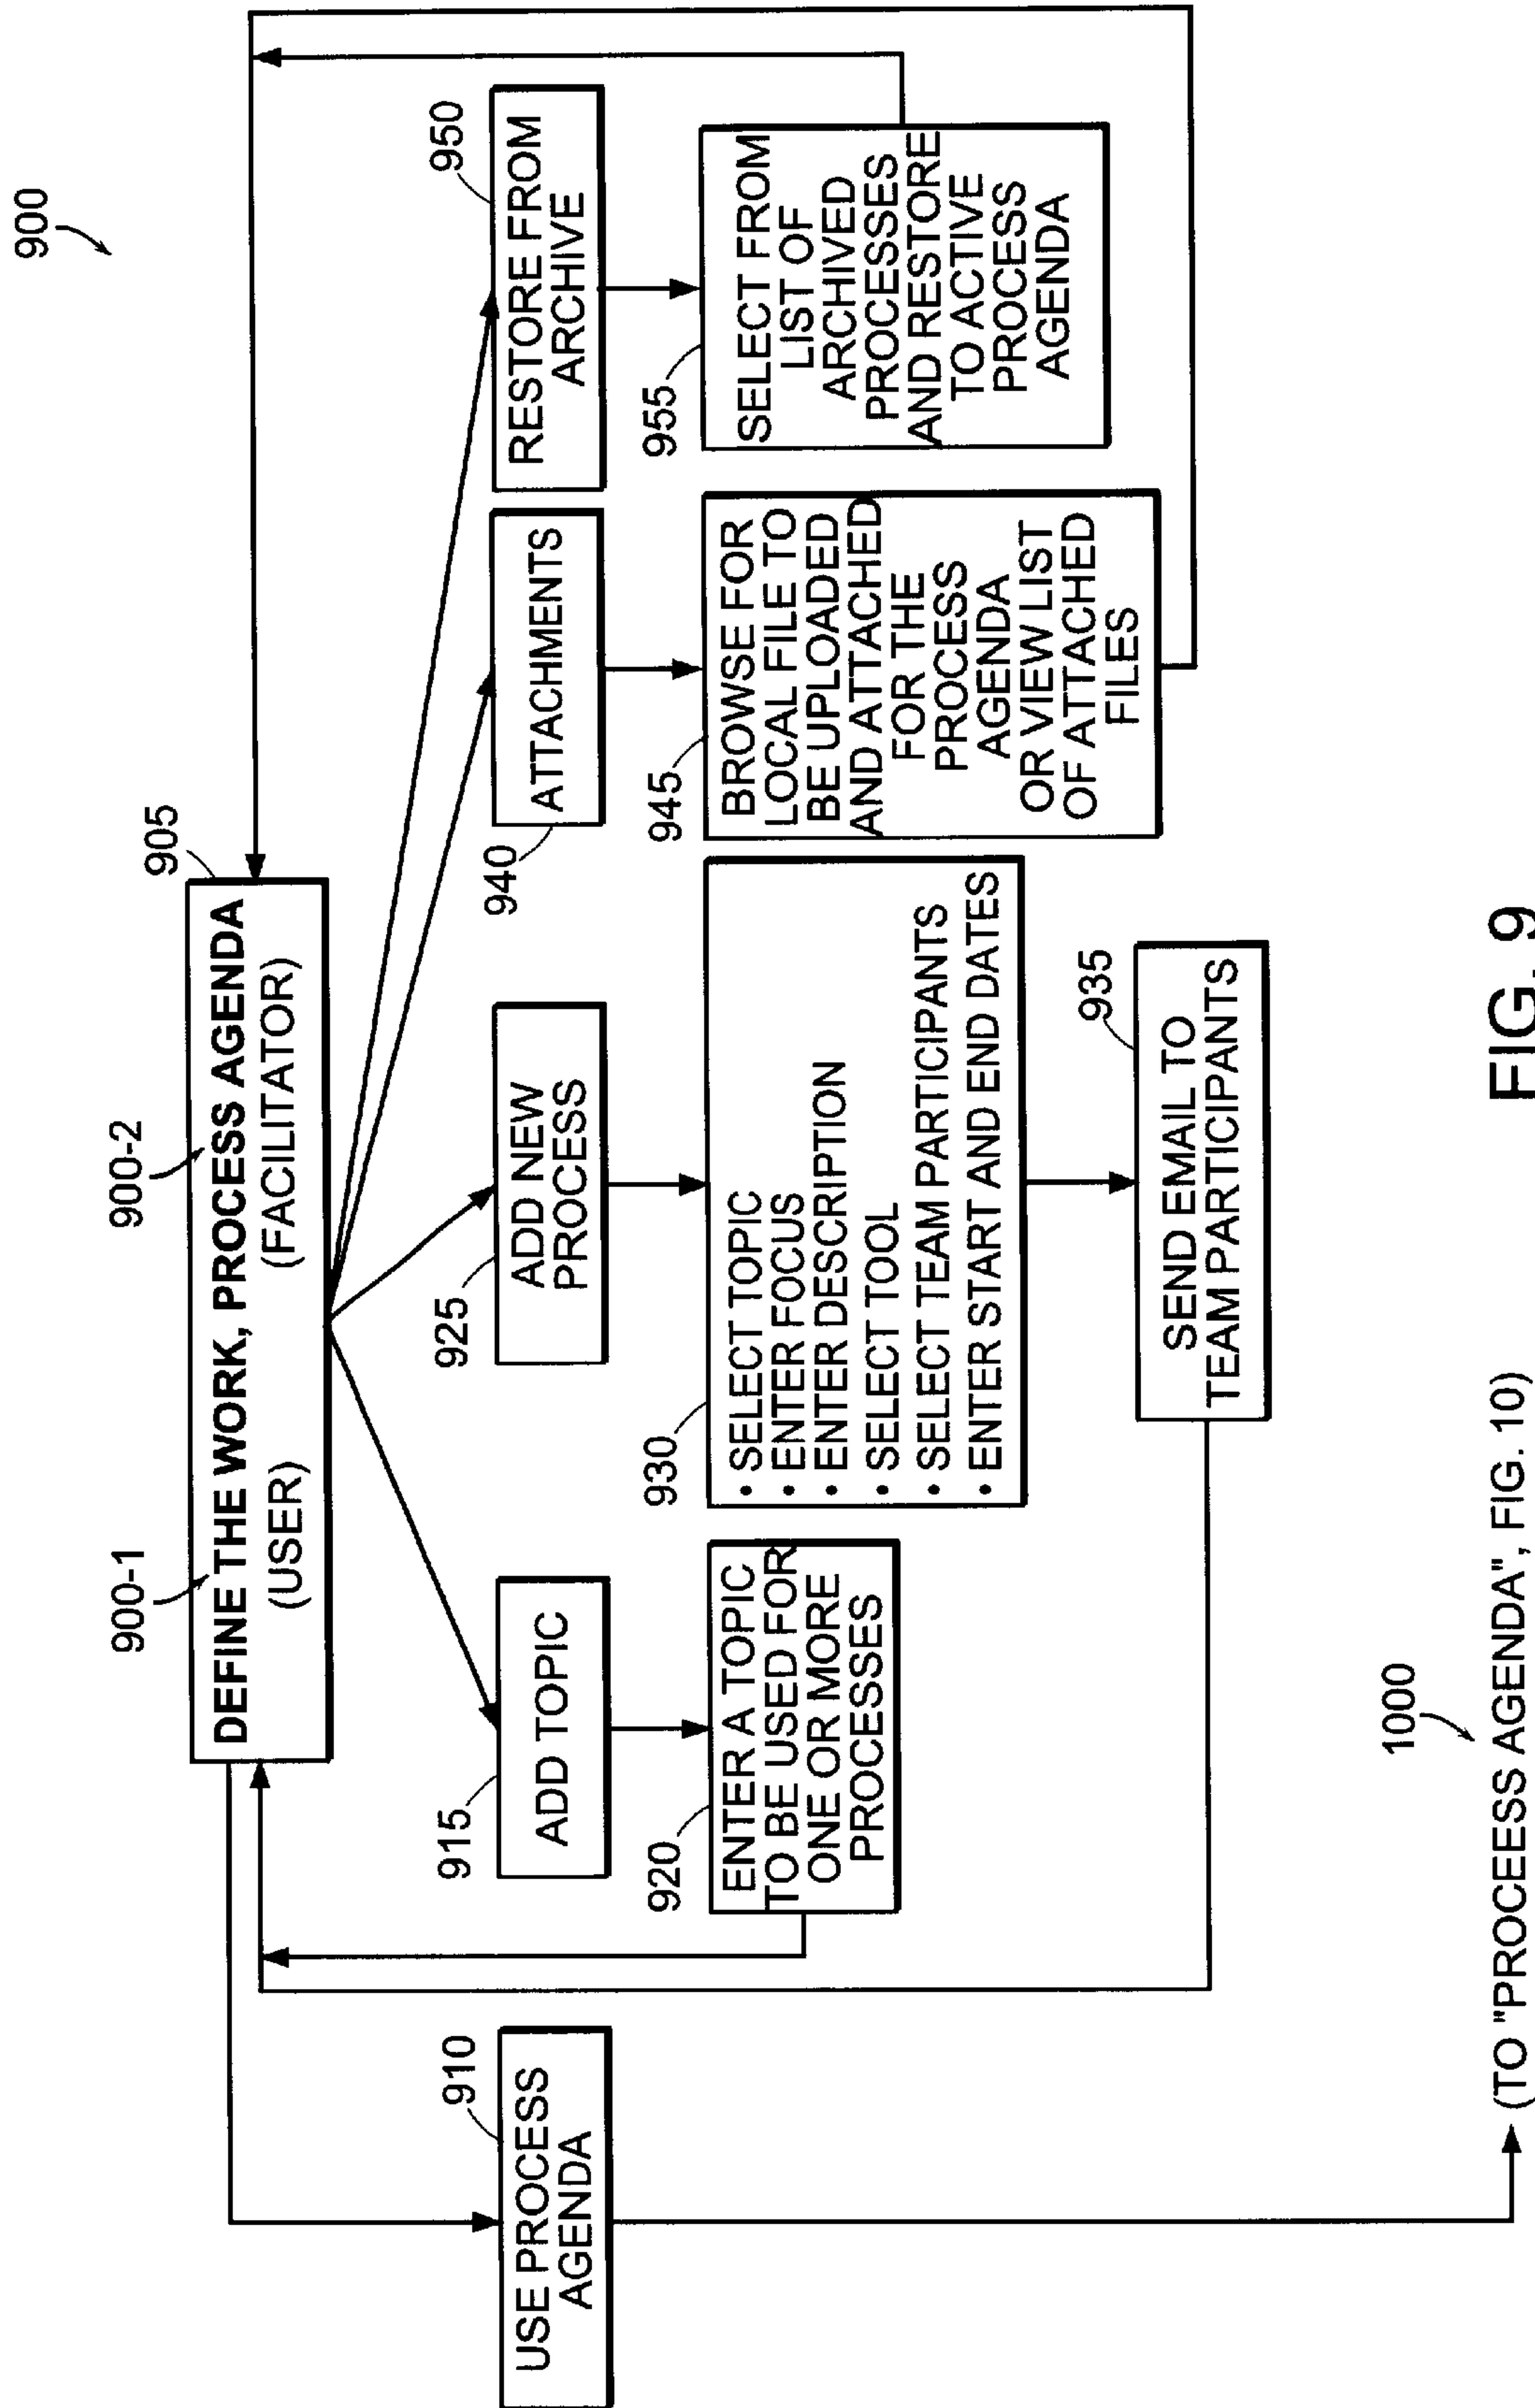 900
900-1
900-2
905
DEFINE THE WORK, PROCESS AGENDA
(USER)
(FACILITATOR)
910
USE PROCESS
AGENDA
915
ADD TOPIC
920
ENTER A TOPIC
TO BE USED FOR
ONE OR MORE
PROCESSES
925
ADD NEW
PROCESS
930
• SELECT TOPIC
• ENTER FOCUS
• ENTER DESCRIPTION
• SELECT TOOL
• SELECT TEAM PARTICIPANTS
• ENTER START AND END DATES
935
SEND EMAIL TO
TEAM PARTICIPANTS
940
ATTACHMENTS
945
BROWSE FOR
LOCAL FILE TO
BE UPLOADED
AND ATTACHED
FOR THE
PROCESS
AGENDA
OR VIEW LIST
OF ATTACHED
FILES
950
RESTORE FROM
ARCHIVE
955
SELECT FROM
LIST OF
ARCHIVED
PROCESSES
AND RESTORE
TO ACTIVE
PROCESS
AGENDA
1000
(TO "PROCEESS AGENDA", FIG. 10)
FIG. 9